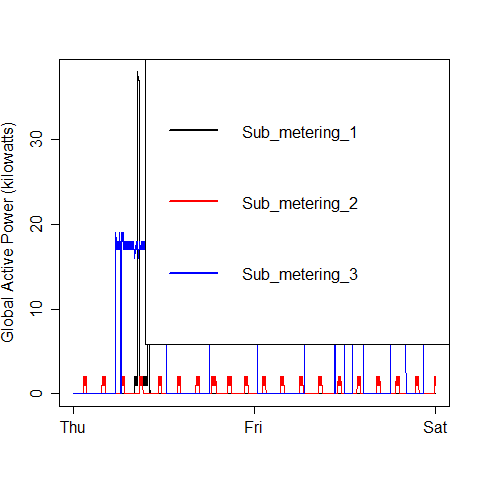 Global Active Power (kilowatts)
30
20
10
0
Sub_metering_1
Sub_metering_2
Sub_metering_3
Thu
Fri
Sat